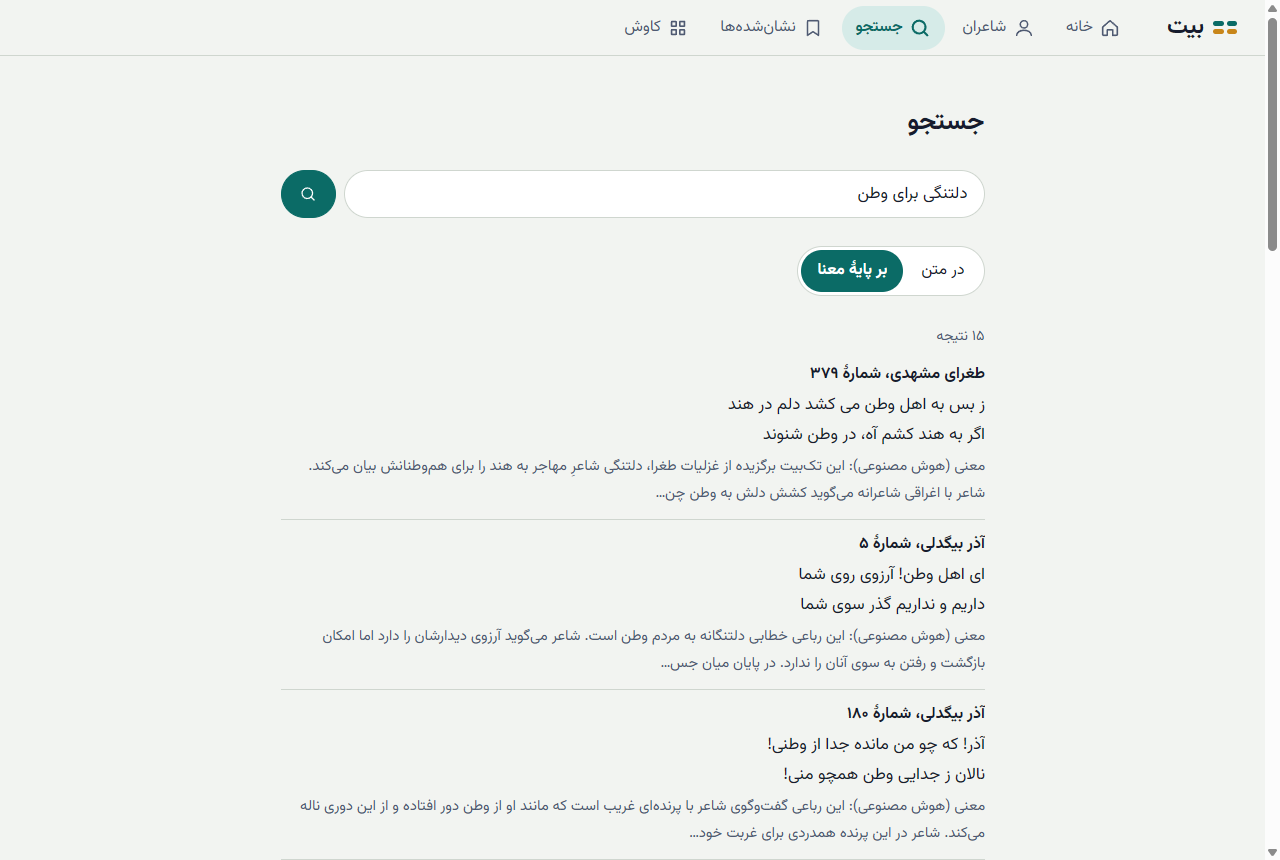 بیت
خانه
شاعران
جستجو
نشان‌شده‌ها
کاوش
جستجو
دلتنگی برای وطن
در متن
بر پایهٔ معنا
۱۵ نتیجه
طغرای مشهدی، شمارهٔ ۳۷۹
ز بس به اهل وطن می کشد دلم در هند
اگر به هند کشم آه، در وطن شنوند
معنی (هوش مصنوعی): این تک‌بیت برگزیده از غزلیات طغرا، دلتنگی شاعرِ مهاجر به هند را برای هم‌وطنانش بیان می‌کند.
شاعر با اغراقی شاعرانه می‌گوید کشش دلش به وطن چن…
آذر بیگدلی، شمارهٔ ۵
ای اهل وطن! آرزوی روی شما
داریم و نداریم گذر سوی شما
معنی (هوش مصنوعی): این رباعی خطابی دلتنگانه به مردم وطن است. شاعر می‌گوید آرزوی دیدارشان را دارد اما امکان
بازگشت و رفتن به سوی آنان را ندارد. در پایان میان جس…
آذر بیگدلی، شمارهٔ ۱۸۰
آذر! که چو من مانده جدا از وطنی!
نالان ز جدایی وطن همچو منی!
معنی (هوش مصنوعی): این رباعی گفت‌وگوی شاعر با پرنده‌ای غریب است که مانند او از وطن دور افتاده و از این دوری ناله
می‌کند. شاعر در این پرنده همدردی برای غربت خود…